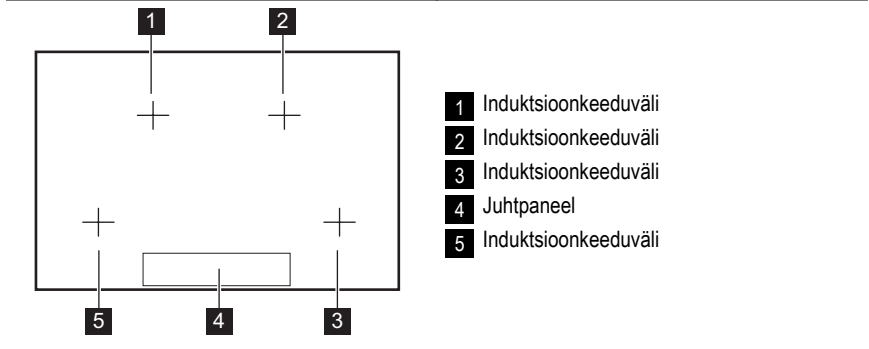 1 2
1 Induktsioonkeeduväli
2 Induktsioonkeeduväli
3 Induktsioonkeeduväli
4 Juhtpaneel
5 Induktsioonkeeduväli
5 4 3